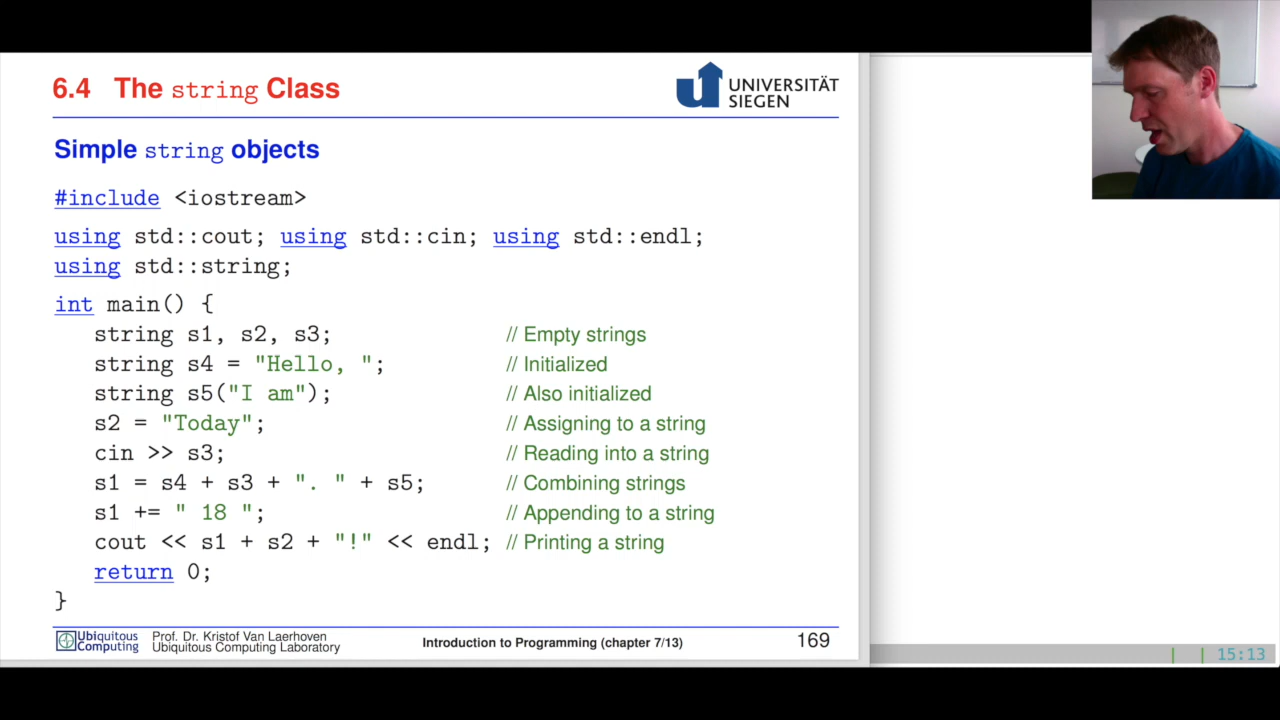 6.4 The string Class
UNIVERSITÄT
SIEGEN
Simple string objects
#include <iostream>
using std::cout; using std::cin; using std::endl;
using std::string;
int main() {
string s1, s2, s3; // Empty strings
string s4 = "Hello, "; // Initialized
string s5("I am"); // Also initialized
s2 = "Today"; // Assigning to a string
cin >> s3; // Reading into a string
s1 = s4 + s3 + ". " + s5; // Combining strings
s1 += " 18 "; // Appending to a string
cout << s1 + s2 + "!" << endl; // Printing a string
return 0;
}
Ubiquitous
Computing
Prof. Dr. Kristof Van Laerhoven
Ubiquitous Computing Laboratory
Introduction to Programming (chapter 7/13)
169
| | 15:13